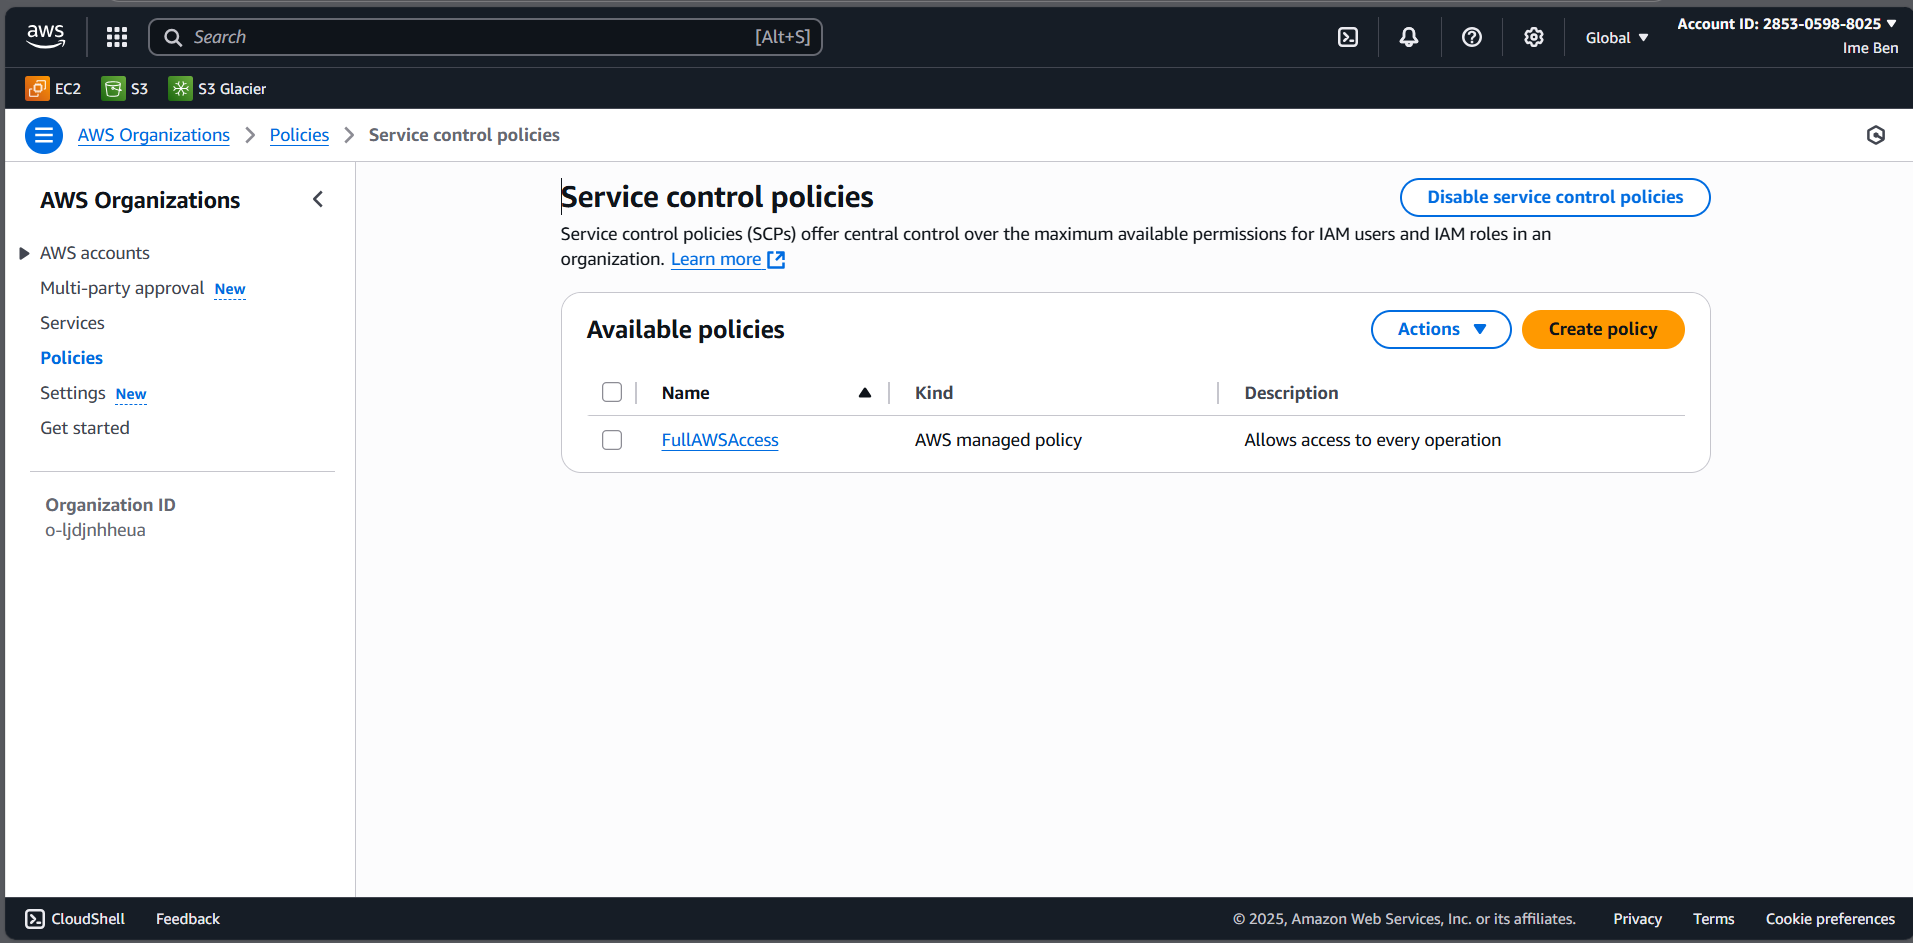 aws
Search [Alt+S]
Global
Account ID: 2853-0598-8025
Ime Ben
EC2 S3 S3 Glacier
AWS Organizations Policies Service control policies
AWS Organizations
AWS accounts
Multi-party approval New
Services
Policies
Settings New
Get started
Organization ID
o-ljdjnhheua
Service control policies
Disable service control policies
Service control policies (SCPs) offer central control over the maximum available permissions for IAM users and IAM roles in an
organization. Learn more
Available policies
Actions Create policy
Name Kind Description
FullAWSAccess AWS managed policy Allows access to every operation
CloudShell Feedback © 2025, Amazon Web Services, Inc. or its affiliates. Privacy Terms Cookie preferences